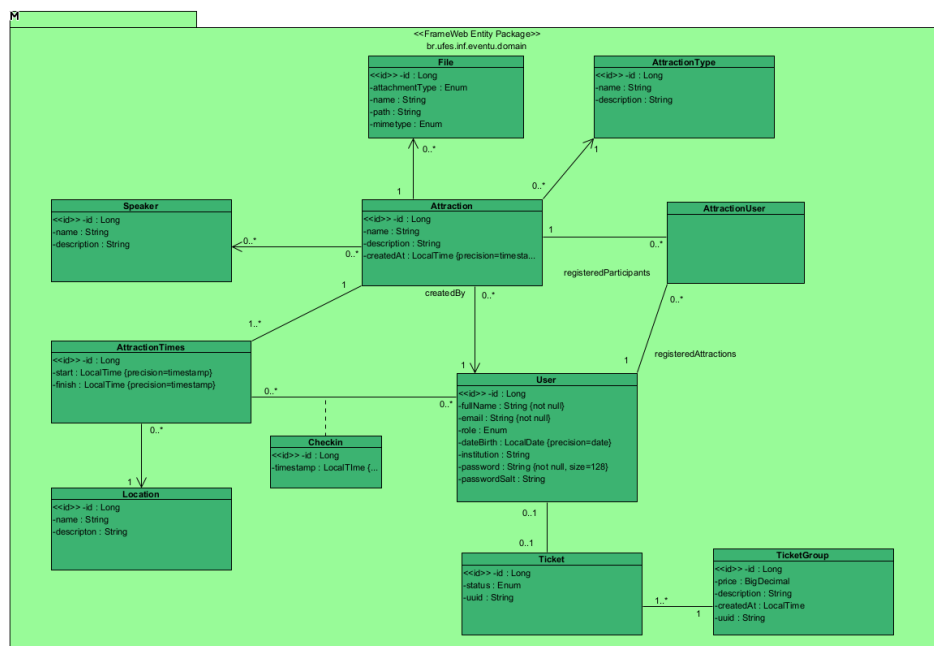 M
<<FrameWeb Entity Package>>
br.ufes.inf.eventu.domain
File
<<id>> -id : Long
-attachmentType : Enum
-name : String
-path : String
-mimetype : Enum
AttractionType
<<id>> -id : Long
-name : String
-description : String
0..*
1
1
0..*
Speaker
<<id>> -id : Long
-name : String
-description : String
Attraction
<<id>> -id : Long
-name : String
-description : String
-createdAt : LocalTime {precision=timesta...
AttractionUser
0..*
0..*
1
0..*
registeredParticipants
1
createdBy
0..*
0..*
1..*
registeredAttractions
1
1
AttractionTimes
<<id>> -id : Long
-start : LocalTime {precision=timestamp}
-finish : LocalTime {precision=timestamp}
User
<<id>> -id : Long
-fullName : String {not null}
-email : String {not null}
-role : Enum
-dateBirth : LocalDate {precision=date}
-institution : String
-password : String {not null, size=128}
-passwordSalt : String
0..*
0..*
Checkin
<<id>> -id : Long
-timestamp : LocalTIme {...
0..*
1
Location
<<id>> -id : Long
-name : String
-descripton : String
0..1
0..1
Ticket
<<id>> -id : Long
-status : Enum
-uuid : String
TicketGroup
<<id>> -id : Long
-price : BigDecimal
-description : String
-createdAt : LocalTime
-uuid : String
1..*
1